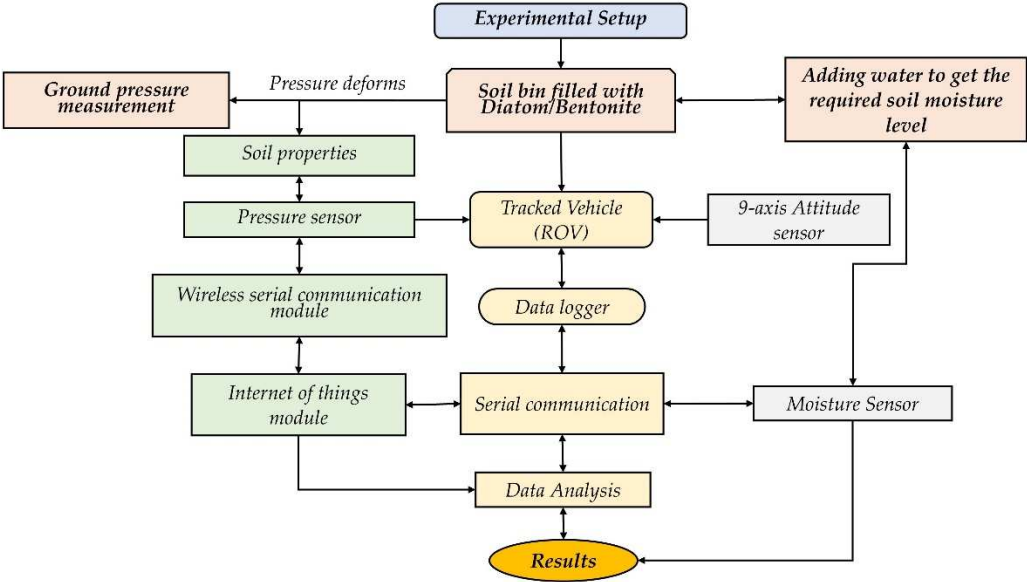 Experimental Setup
Pressure deforms
Ground pressure
measurement
Soil bin filled with
Diatom/Bentonite
Adding water to get the
required soil moisture
level
Soil properties
Pressure sensor
Tracked Vehicle
(ROV)
9-axis Attitude
sensor
Wireless serial communication
module
Data logger
Internet of things
module
Serial communication
Moisture Sensor
Data Analysis
Results